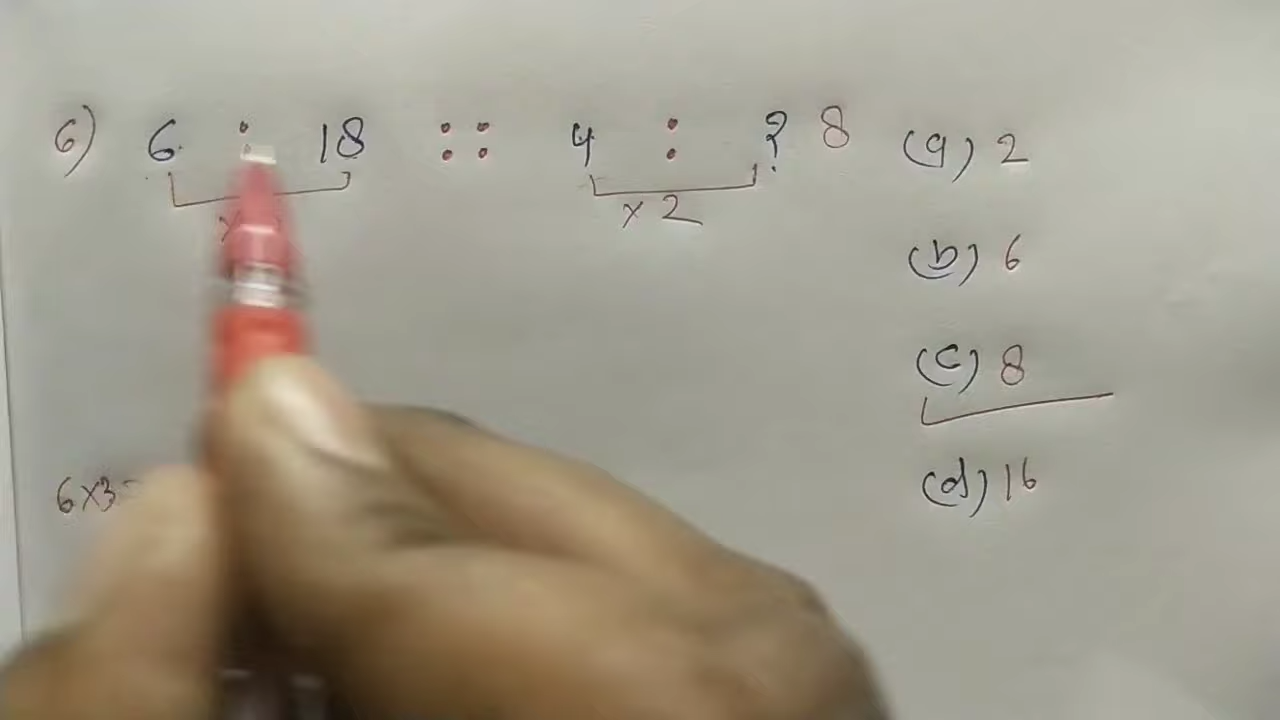 6) 6 : 18 :: 4 : ? 8
×
× 2
(a) 2
(b) 6
(c) 8
(d) 16
6×3